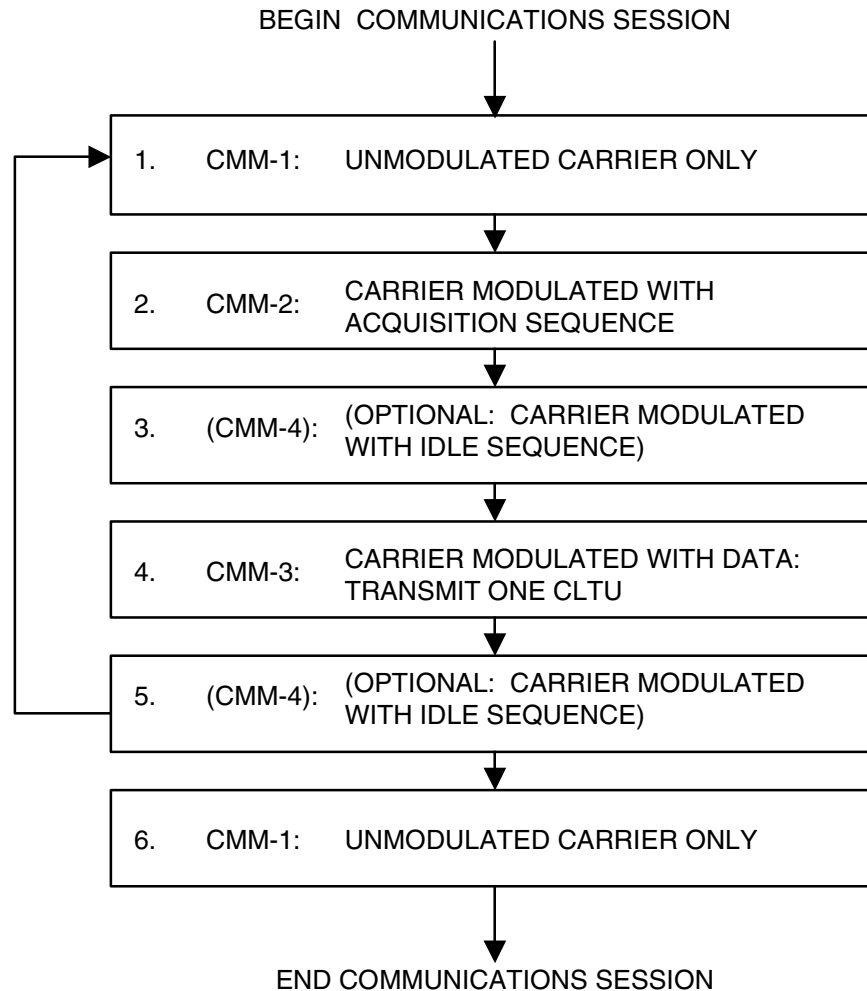 BEGIN COMMUNICATIONS SESSION
1. CMM-1: UNMODULATED CARRIER ONLY
2. CMM-2: CARRIER MODULATED WITH
ACQUISITION SEQUENCE
3. (CMM-4): (OPTIONAL: CARRIER MODULATED
WITH IDLE SEQUENCE)
4. CMM-3: CARRIER MODULATED WITH DATA:
TRANSMIT ONE CLTU
5. (CMM-4): (OPTIONAL: CARRIER MODULATED
WITH IDLE SEQUENCE)
6. CMM-1: UNMODULATED CARRIER ONLY
END COMMUNICATIONS SESSION